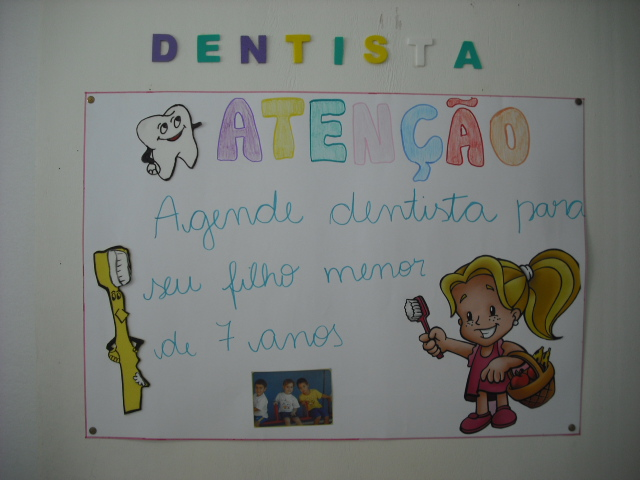 DENTISTA
ATENÇÃO
Agende dentista para
seu filho menor
de 7 anos